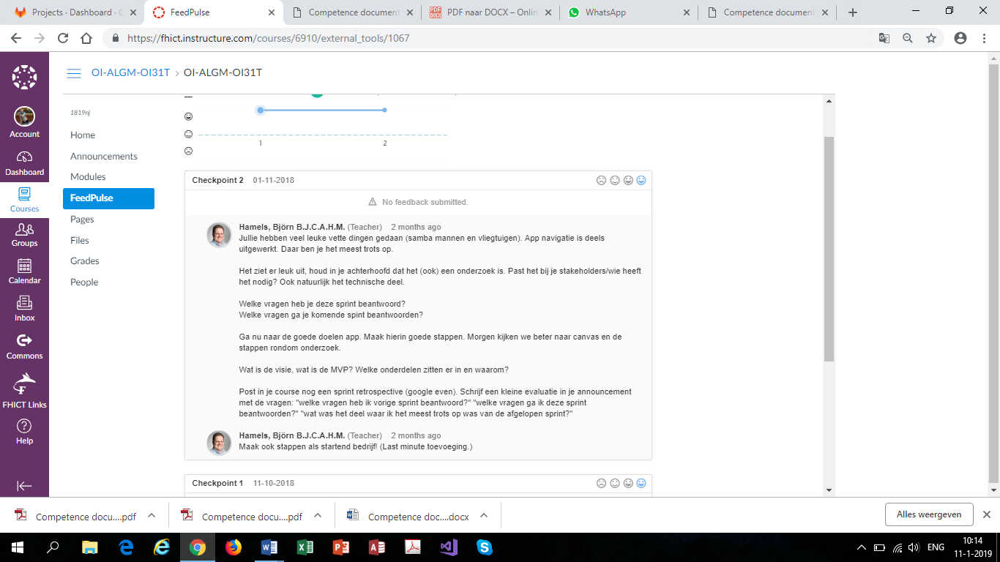 Projects - Dashboard - G
FeedPulse
Competence document
PDF naar DOCX – Onlin
WhatsApp
Competence document
https://fhict.instructure.com/courses/6910/external_tools/1067
OI-ALGM-OI31T > OI-ALGM-OI31T
1819nj
Account
Dashboard
Courses
Groups
Calendar
Inbox
Commons
FHICT Links
Help
Home
Announcements
Modules
FeedPulse
Pages
Files
Grades
People
1 2
Checkpoint 2 01-11-2018
No feedback submitted.
Hamels, Björn B.J.C.A.H.M. (Teacher) 2 months ago
Jullie hebben veel leuke vette dingen gedaan (samba mannen en vliegtuigen). App navigatie is deels
uitgewerkt. Daar ben je het meest trots op.
Het ziet er leuk uit, houd in je achterhoofd dat het (ook) een onderzoek is. Past het bij je stakeholders/wie heeft
het nodig? Ook natuurlijk het technische deel.
Welke vragen heb je deze sprint beantwoord?
Welke vragen ga je komende spint beantwoorden?
Ga nu naar de goede doelen app. Maak hierin goede stappen. Morgen kijken we beter naar canvas en de
stappen rondom onderzoek.
Wat is de visie, wat is de MVP? Welke onderdelen zitten er in en waarom?
Post in je course nog een sprint retrospective (google even). Schrijf een kleine evaluatie in je announcement
met de vragen: "welke vragen heb ik vorige sprint beantwoord?" "welke vragen ga ik deze sprint
beantwoorden?" "wat was het deel waar ik het meest trots op was van de afgelopen sprint?"
Hamels, Björn B.J.C.A.H.M. (Teacher) 2 months ago
Maak ook stappen als startend bedrijf! (Last minute toevoeging.)
Checkpoint 1 11-10-2018
Competence docu....pdf
Competence docu....pdf
Competence doc....docx
Alles weergeven
ENG
10:14
11-1-2019